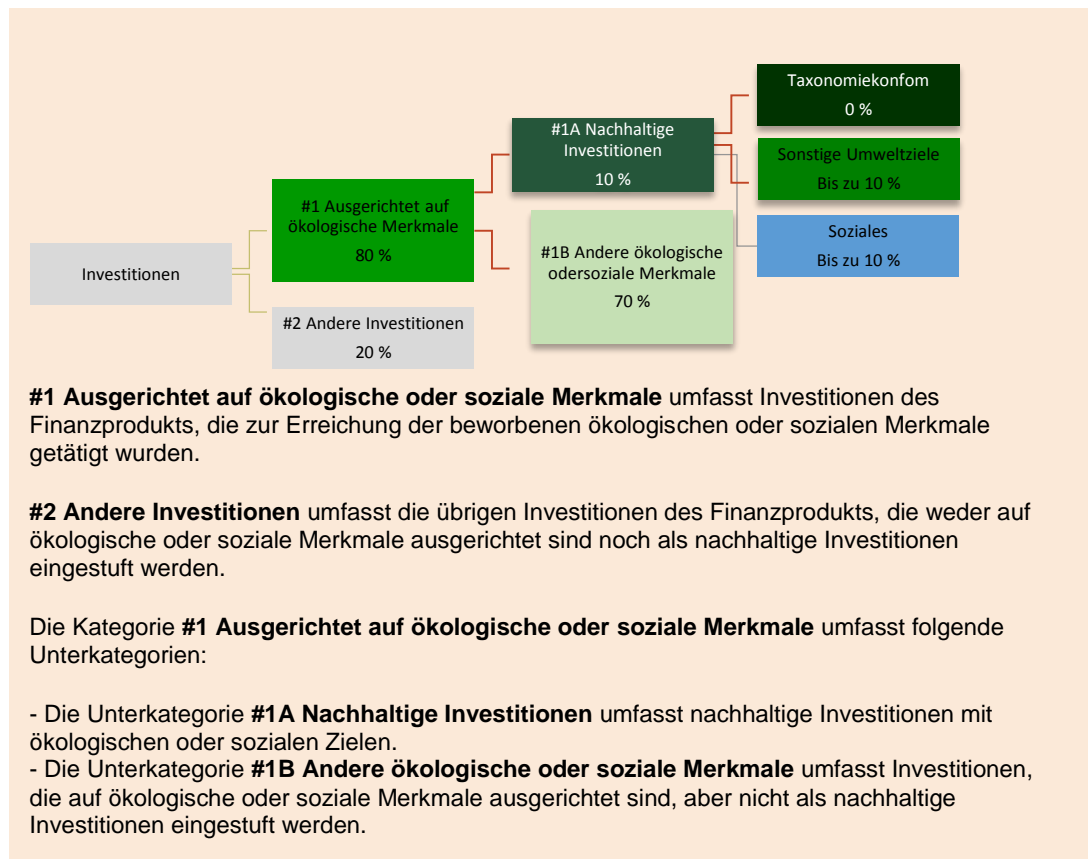 Taxonomiekonfom
0 %
#1A Nachhaltige
Investitionen
10 %
Sonstige Umweltziele
Bis zu 10 %
#1 Ausgerichtet auf
ökologische Merkmale
80 %
#1B Andere ökologische
odersoziale Merkmale
70 %
Soziales
Bis zu 10 %
Investitionen
#2 Andere Investitionen
20 %
#1 Ausgerichtet auf ökologische oder soziale Merkmale umfasst Investitionen des
Finanzprodukts, die zur Erreichung der beworbenen ökologischen oder sozialen Merkmale
getätigt wurden.
#2 Andere Investitionen umfasst die übrigen Investitionen des Finanzprodukts, die weder auf
ökologische oder soziale Merkmale ausgerichtet sind noch als nachhaltige Investitionen
eingestuft werden.
Die Kategorie #1 Ausgerichtet auf ökologische oder soziale Merkmale umfasst folgende
Unterkategorien:
- Die Unterkategorie #1A Nachhaltige Investitionen umfasst nachhaltige Investitionen mit
ökologischen oder sozialen Zielen.
- Die Unterkategorie #1B Andere ökologische oder soziale Merkmale umfasst Investitionen,
die auf ökologische oder soziale Merkmale ausgerichtet sind, aber nicht als nachhaltige
Investitionen eingestuft werden.